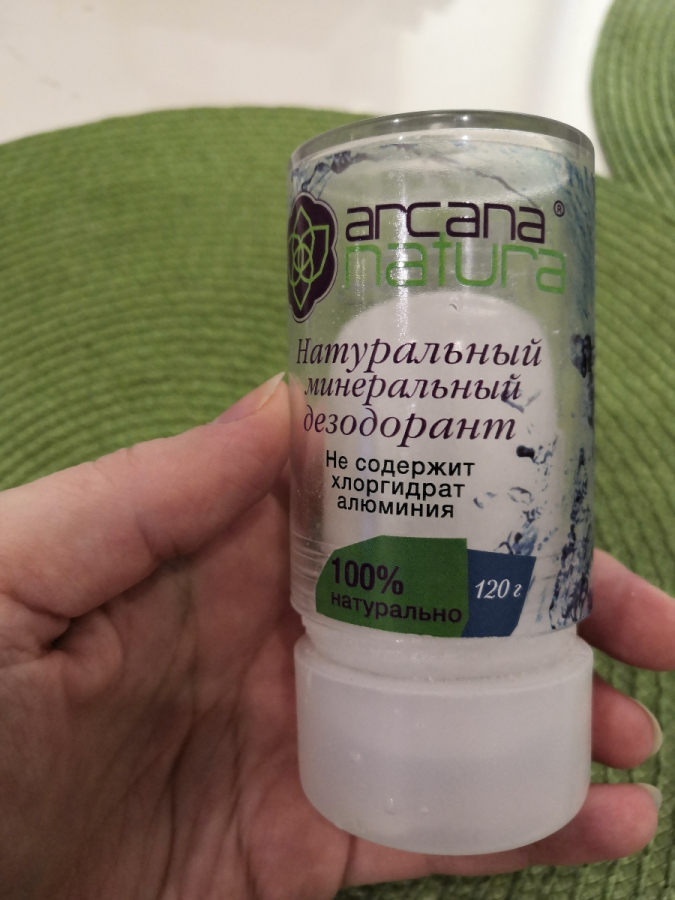 arcana®
natura
Натуральный
минеральный
дезодорант
Не содержит
хлоргидрат
алюминия
100%
натурально
120 г